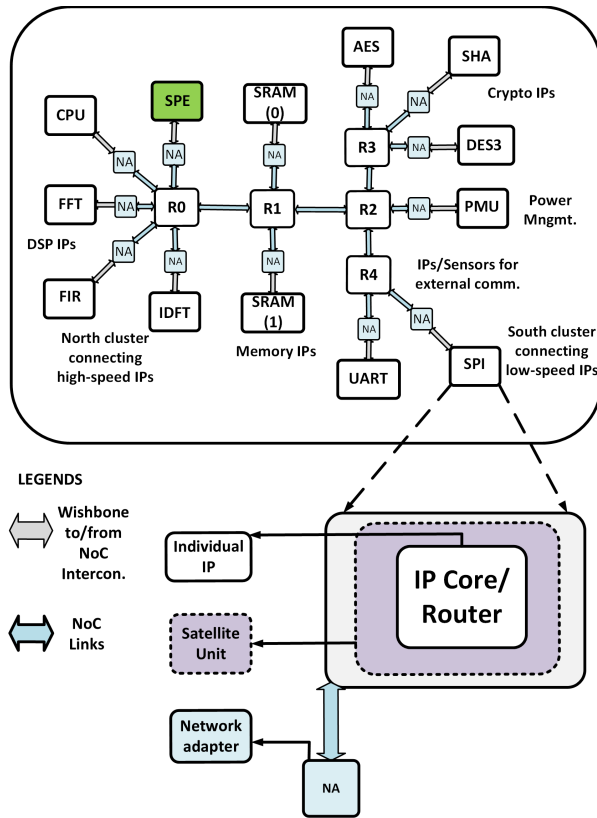 AES
SHA
SPE
SRAM
(0)
CPU
NA
NA
NA
NA
NA
Crypto IPs
R3
NA
DES3
FFT
NA
R0
R1
R2
NA
PMU
Power
Mngmt.
DSP IPs
NA
NA
NA
R4
IPs/Sensors for
external comm.
FIR
IDFT
SRAM
(1)
NA
NA
North cluster
connecting
high-speed IPs
Memory IPs
UART
SPI
South cluster
connecting
low-speed IPs
LEGENDS
Wishbone
to/from
NoC
Intercon.
NoC
Links
Individual
IP
Satellite
Unit
Network
adapter
IP Core/
Router
NA